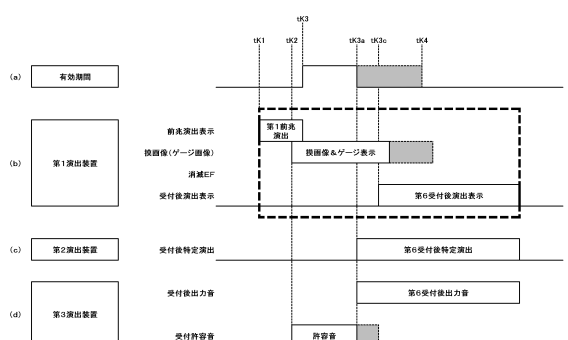 tK3
tK1 tK2 tK3a tK3c tK4
(a) 有効期間
(b) 第1演出装置
前兆演出表示 第1前兆
演出
操画像(ゲージ画像) 操画像&ゲージ表示
消滅EF
受付後演出表示 第6受付後演出表示
(c) 第2演出装置 受付後特定演出 第6受付後特定演出
受付後出力音 第6受付後出力音
(d) 第3演出装置
受付許容音 許容音